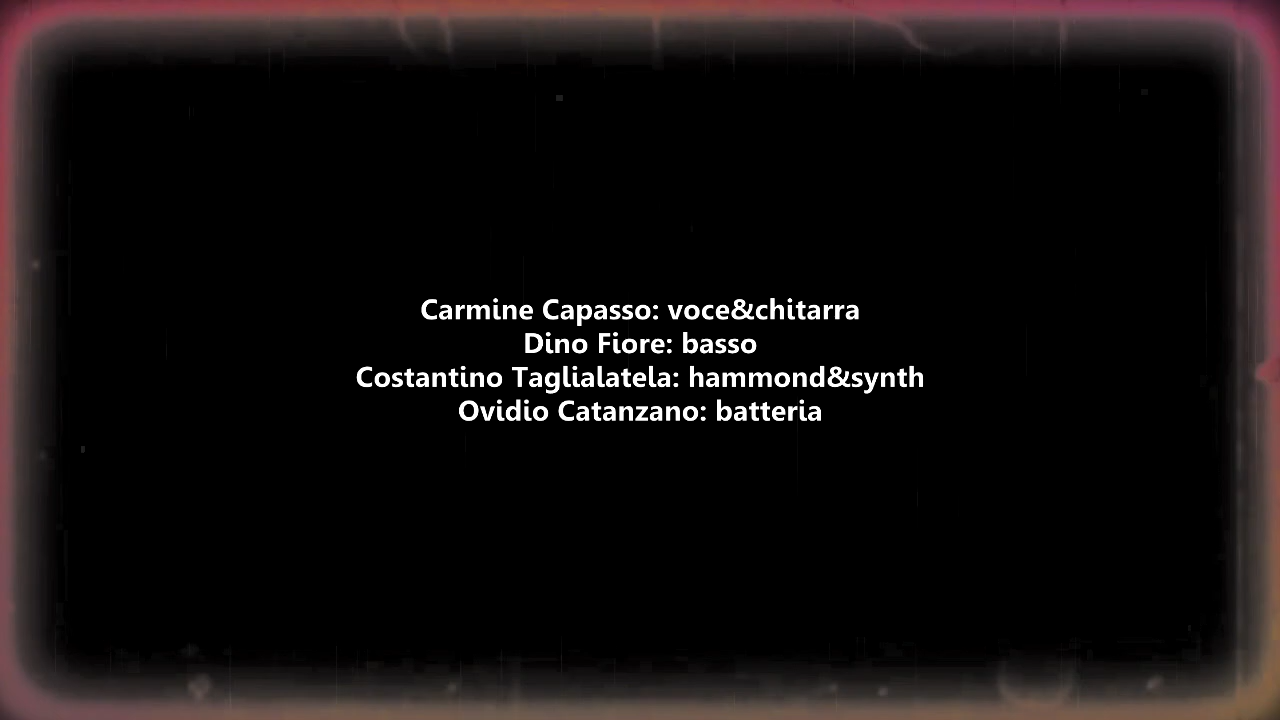 Carmine Capasso: voce&chitarra
Dino Fiore: basso
Costantino Taglialatela: hammond&synth
Ovidio Catanzano: batteria